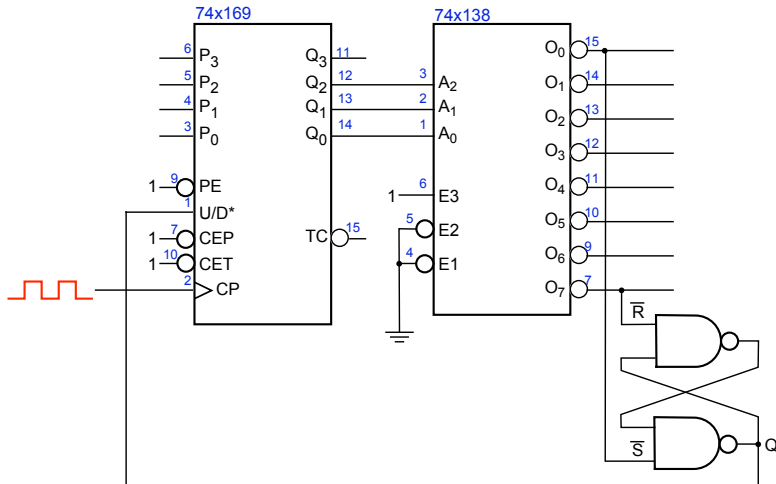 74x169
6 P3
5 P2
4 P1
3 P0
1 9 PE
1 U/D*
1 7 CEP
1 10 CET
2 CP
Q3 11
Q2 12
Q1 13
Q0 14
TC 15
74x138
3 A2
2 A1
1 A0
1 6 E3
5 E2
4 E1
O0 15
O1 14
O2 13
O3 12
O4 11
O5 10
O6 9
O7 7
R̅
S̅
Q